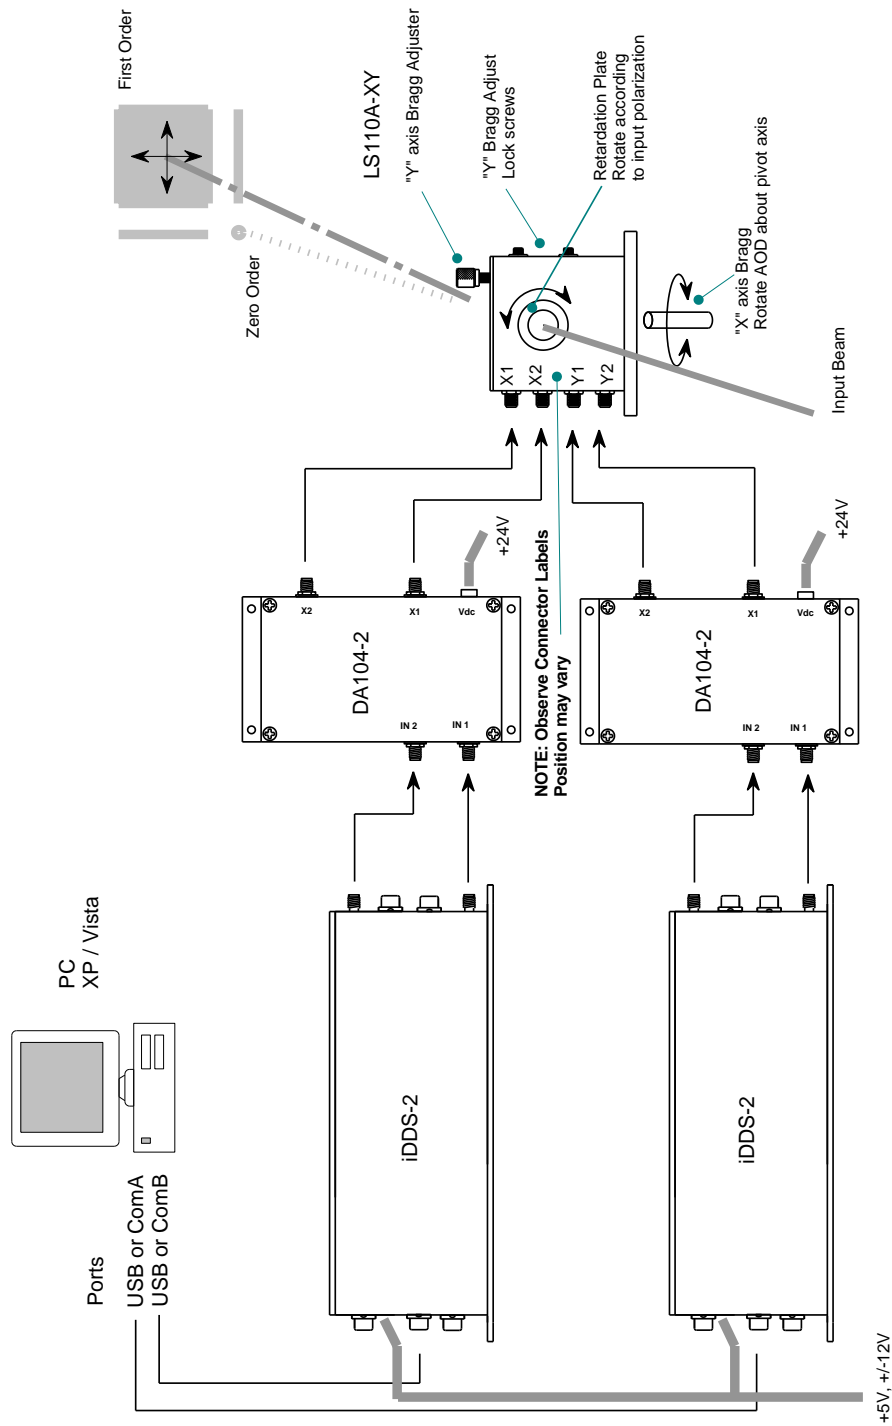 Ports
USB or ComA
USB or ComB
PC
XP / Vista
iDDS-2
iDDS-2
DA104-2
IN 2
IN 1
X2
X1
Vdc
+24V
DA104-2
IN 2
IN 1
X2
X1
Vdc
+24V
NOTE: Observe Connector Labels
Position may vary
X1
X2
Y1
Y2
First Order
Zero Order
LS110A-XY
"Y" axis Bragg Adjuster
"Y" Bragg Adjust
Lock screws
Retardation Plate
Rotate according
to input polarization
"X" axis Bragg
Rotate AOD about pivot axis
Input Beam
+5V, +/-12V